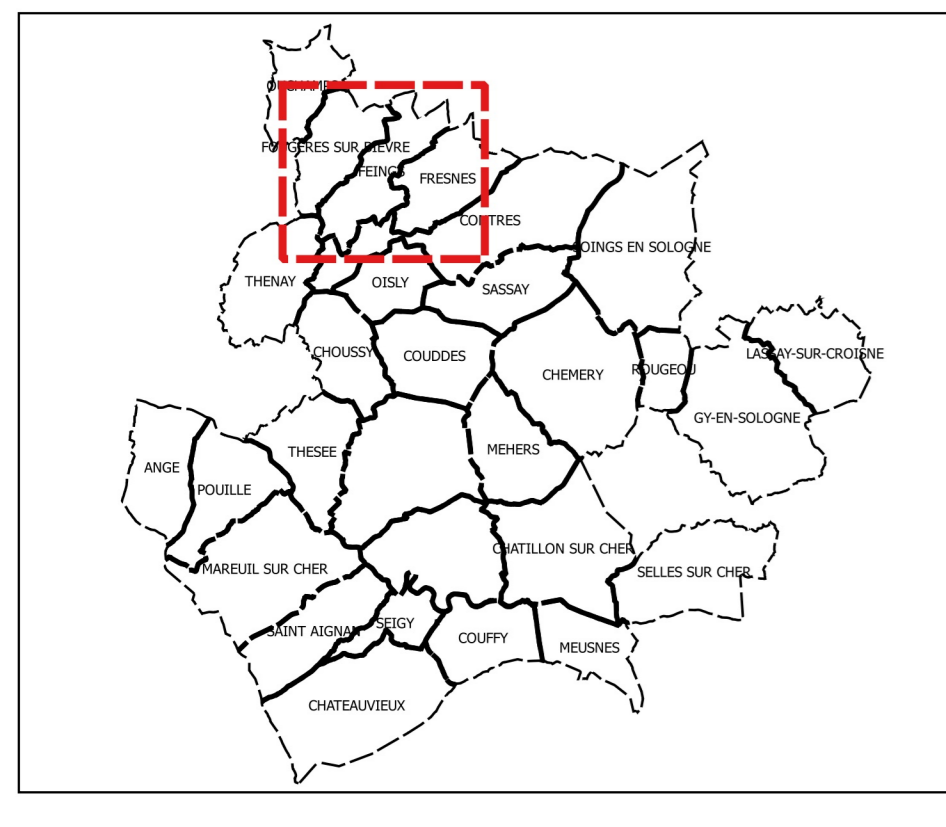 OUCHAMPS
FOUGERES SUR BIEVRE
FEINGS
FRESNES
CONTRES
SOINGS EN SOLOGNE
THENAY
OISLY
SASSAY
CHOUSSY
COUDDES
CHEMERY
ROUGEOU
LASSAY-SUR-CROISNE
GY-EN-SOLOGNE
THESEE
MEHERS
ANGE
POUILLE
CHATILLON SUR CHER
MAREUIL SUR CHER
SELLES SUR CHER
SAINT AIGNAN
SEIGY
COUFFY
MEUSNES
CHATEAUVIEUX